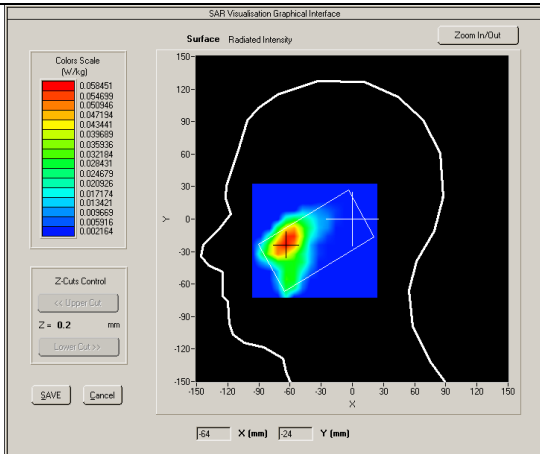 SAR Visualisation Graphical Interface
Surface Radiated Intensity
Zoom In/Out
Colors Scale
(W/kg)
0.058451
0.054699
0.050946
0.047194
0.043441
0.039689
0.035936
0.032184
0.028431
0.024679
0.020926
0.017174
0.013421
0.009669
0.005916
0.002164
Z-Cuts Control
<< Upper Cut
Z = 0.2 mm
Lower Cut >>
SAVE Cancel
150
120
90
60
30
0
-30
-60
-90
-120
-150
Y
-150 -120 -90 -60 -30 0 30 60 90 120 150
X
-64 X (mm) -24 Y (mm)